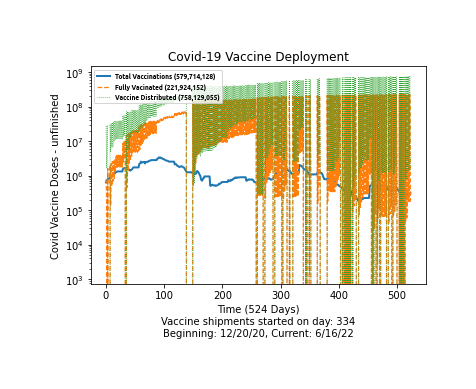 Covid-19 Vaccine Deployment
Total Vaccinations (579,714,128)
Fully Vacinated (221,924,152)
Vaccine Distributed (758,129,055)
Covid Vaccine Doses - unfinished
10⁹
10⁸
10⁷
10⁶
10⁵
10⁴
10³
0 100 200 300 400 500
Time (524 Days)
Vaccine shipments started on day: 334
Beginning: 12/20/20, Current: 6/16/22